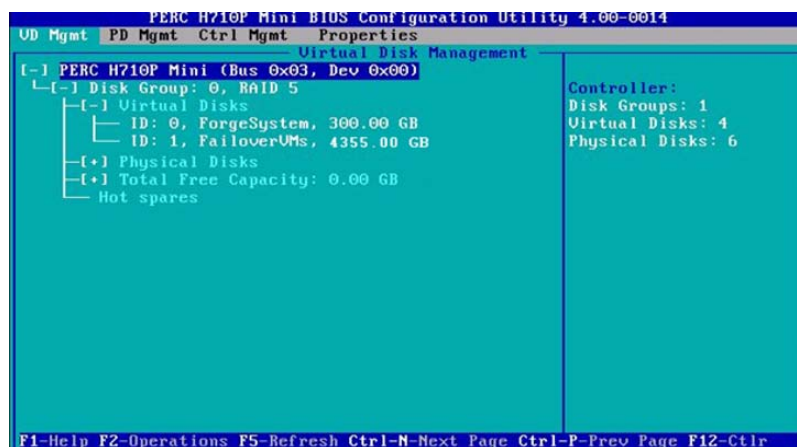 PERC H710P Mini BIOS Configuration Utility 4.00-0014
VD Mgmt PD Mgmt Ctrl Mgmt Properties
Virtual Disk Management
[-] PERC H710P Mini (Bus 0x03, Dev 0x00)
[-] Disk Group: 0, RAID 5
[-] Virtual Disks
ID: 0, ForgeSystem, 300.00 GB
ID: 1, FailoverVMs, 4355.00 GB
[+] Physical Disks
[+] Total Free Capacity: 0.00 GB
Hot spares
Controller:
Disk Groups: 1
Virtual Disks: 4
Physical Disks: 6
F1-Help F2-Operations F5-Refresh Ctrl-N-Next Page Ctrl-P-Prev Page F12-Ctlr